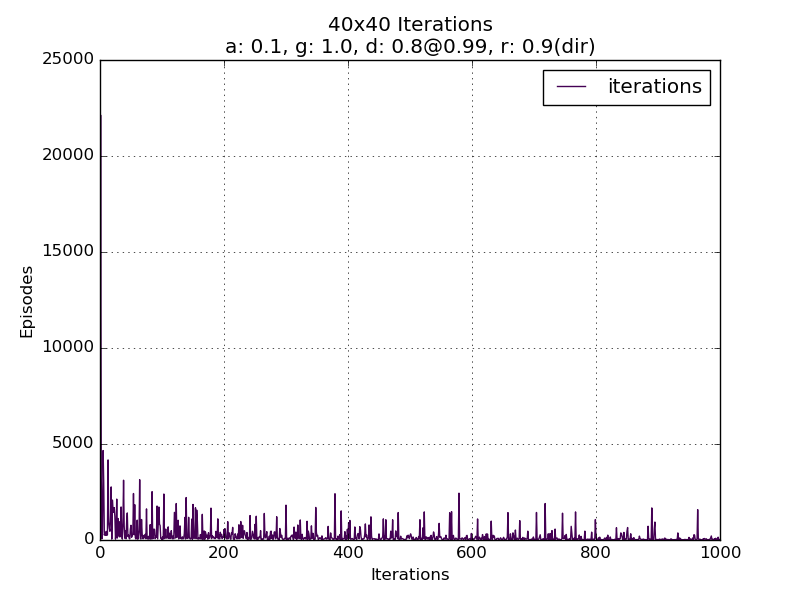 40x40 Iterations
a: 0.1, g: 1.0, d: 0.8@0.99, r: 0.9(dir)
25000
iterations
20000
15000
Episodes
10000
5000
0
0 200 400 600 800 1000
Iterations